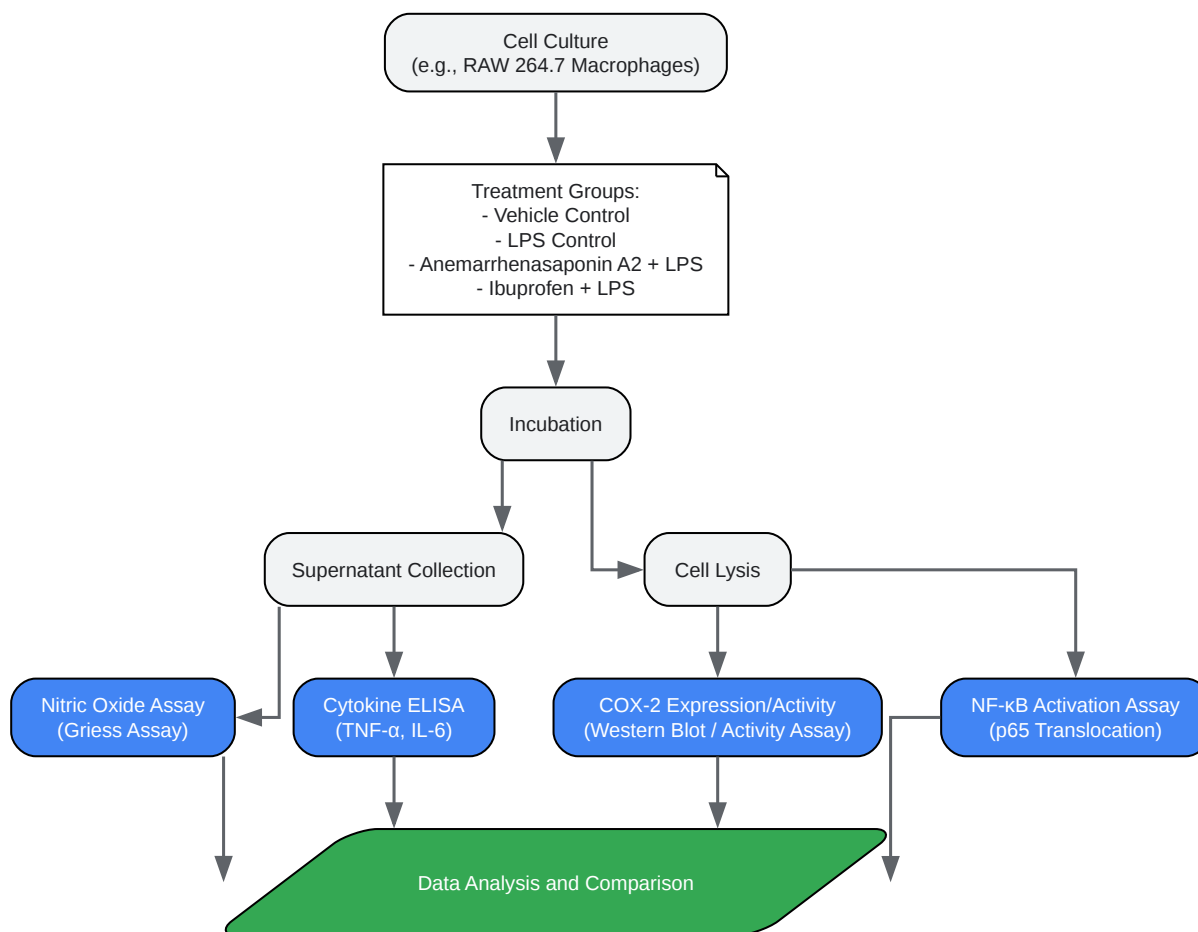 Cell Culture
(e.g., RAW 264.7 Macrophages)
Treatment Groups:
- Vehicle Control
- LPS Control
- Anemarrhenasaponin A2 + LPS
- Ibuprofen + LPS
Incubation
Supernatant Collection
Cell Lysis
Nitric Oxide Assay
(Griess Assay)
Cytokine ELISA
(TNF-α, IL-6)
COX-2 Expression/Activity
(Western Blot / Activity Assay)
NF-κB Activation Assay
(p65 Translocation)
Data Analysis and Comparison